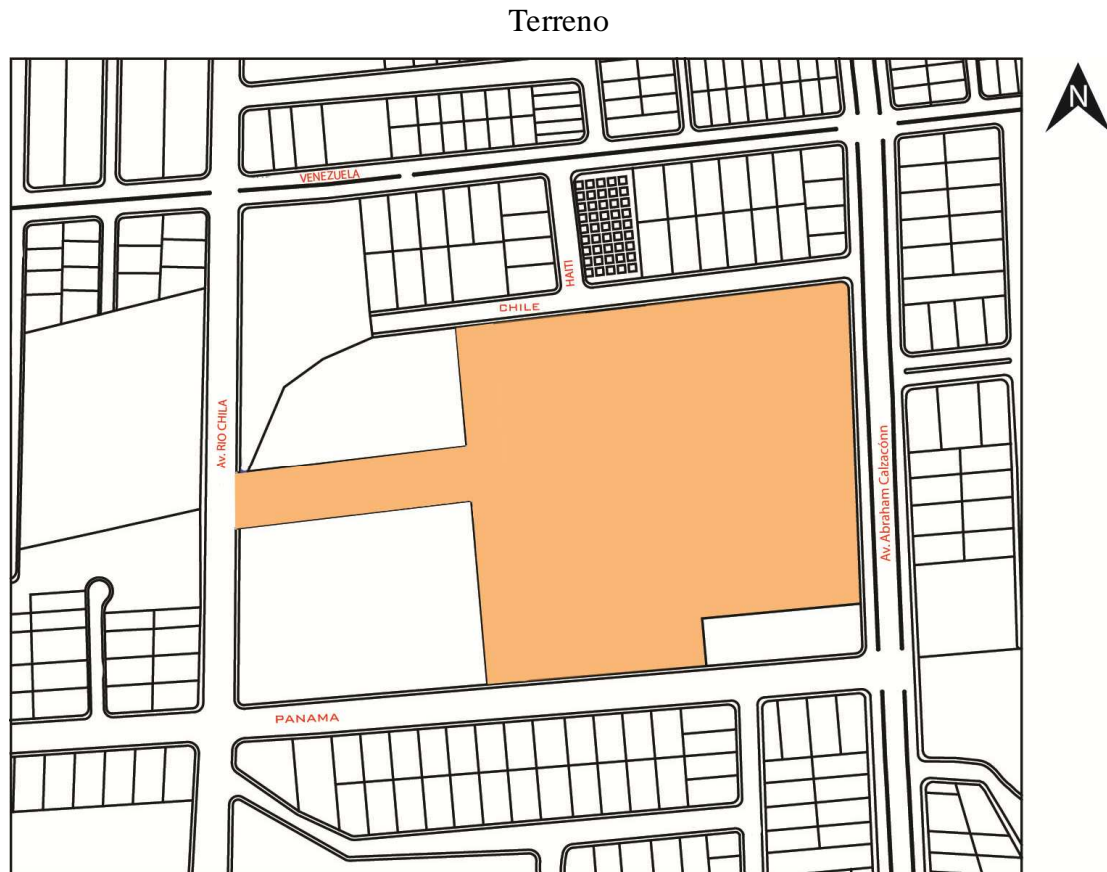 Terreno
N
VENEZUELA
HAITI
CHILE
Av. RIO CHILA
Av. Abraham Calzacónn
PANAMA